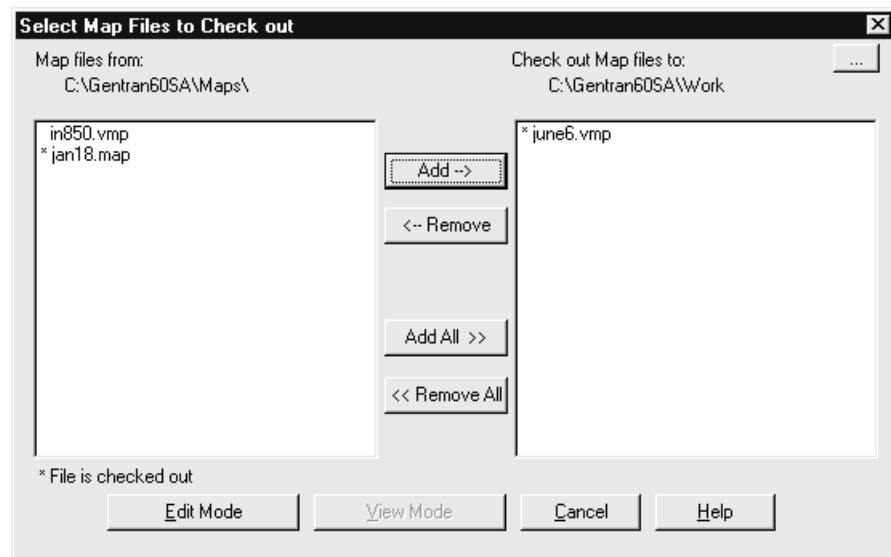 Select Map Files to Check out
Map files from:
C:\Gentran60SA\Maps\
Check out Map files to:
...
C:\Gentran60SA\Work
in850.vmp
* jan18.map
* june6.vmp
Add -->
<-- Remove
Add All >>
<< Remove All
* File is checked out
Edit Mode
View Mode
Cancel
Help